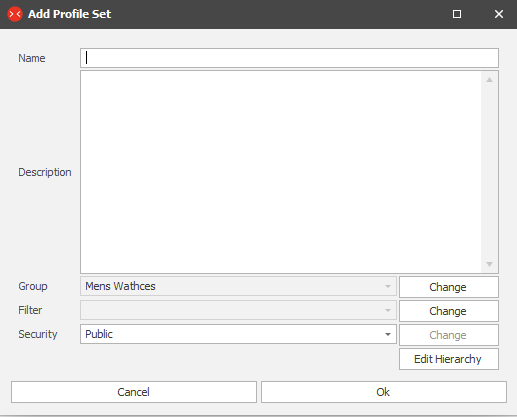 Add Profile Set
Name
Description
Group Mens Wathces Change
Filter Change
Security Public Change
Edit Hierarchy
Cancel Ok